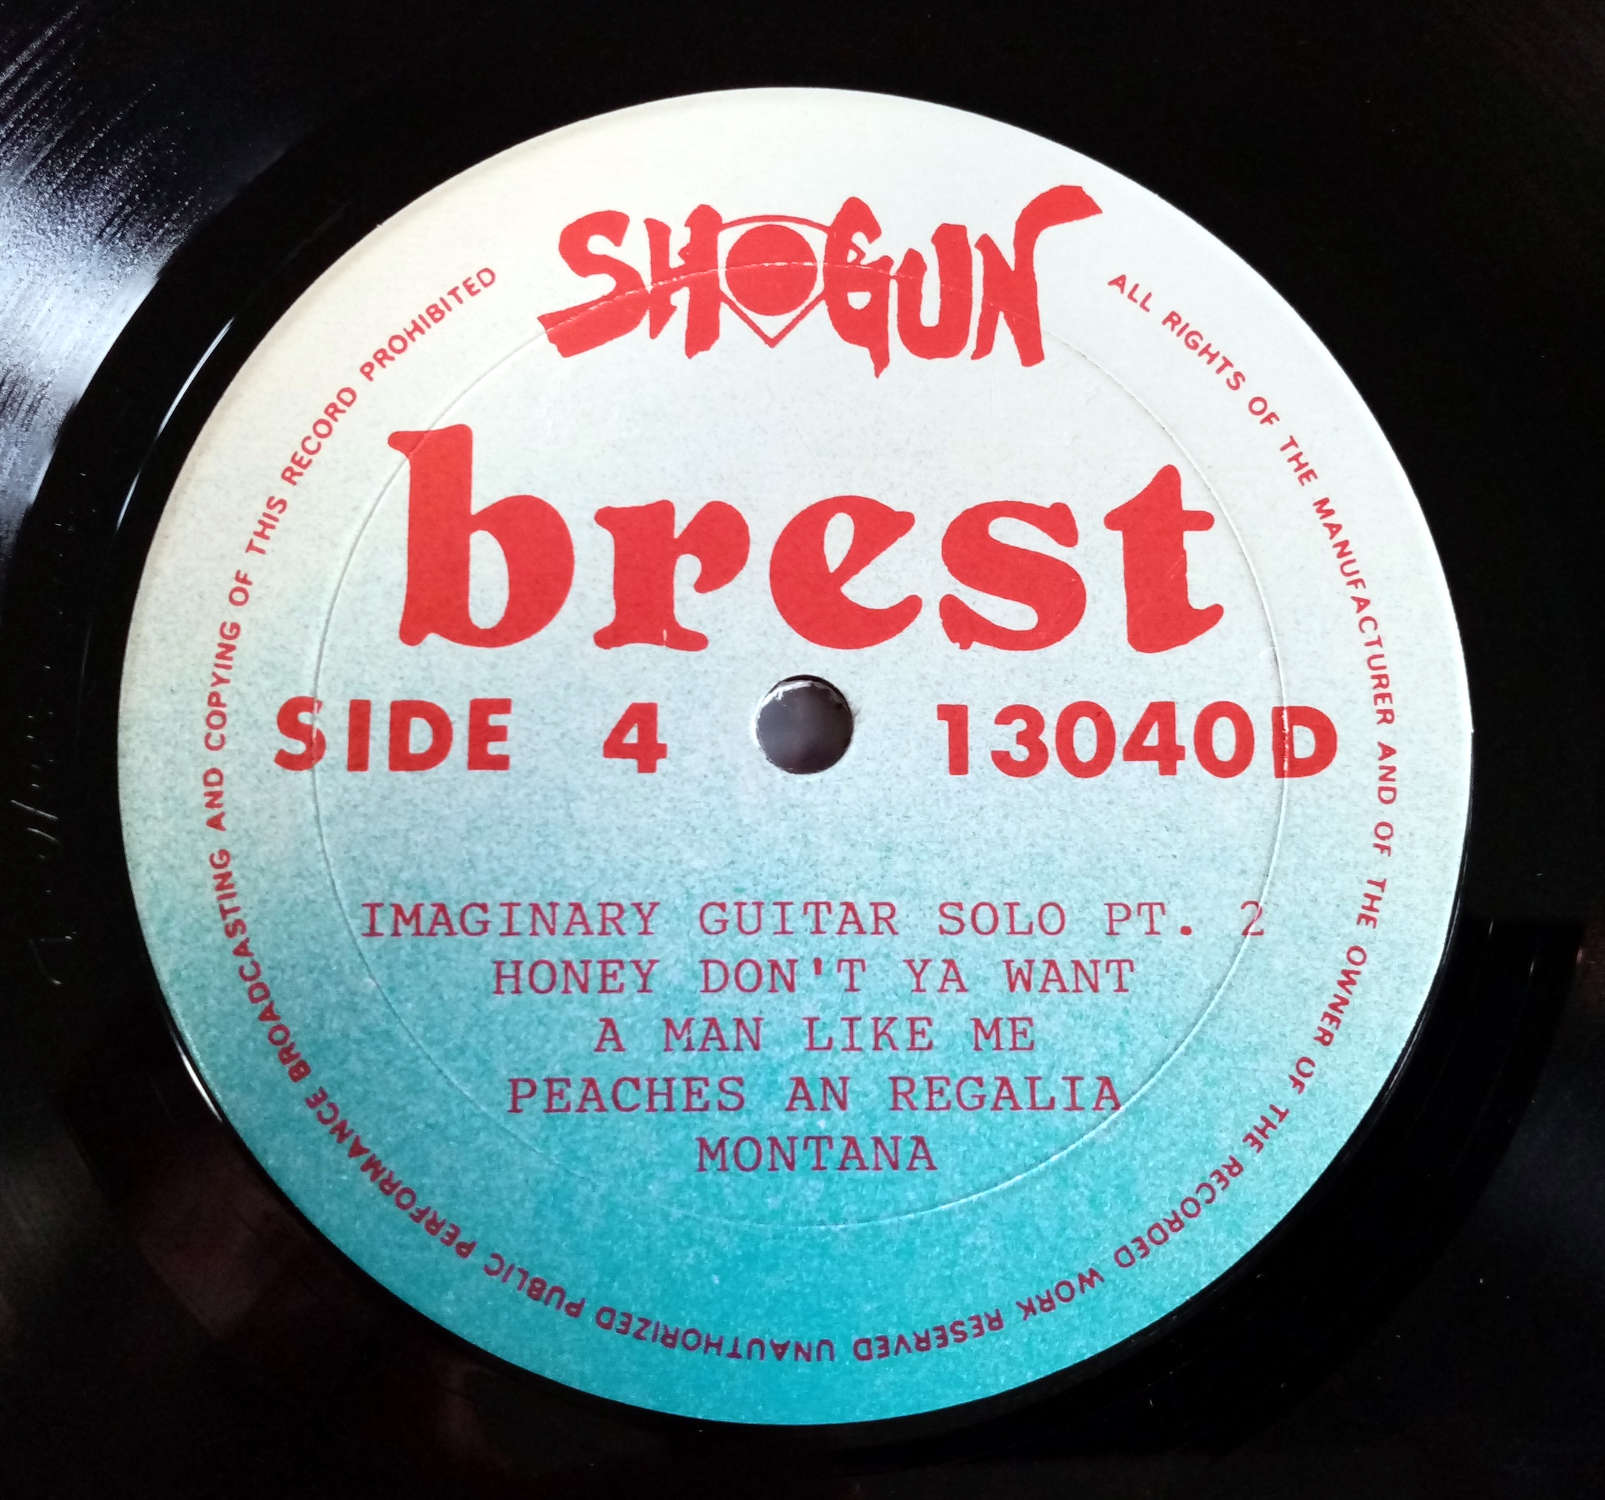 SHOGUN
brest
SIDE 4 13040D
IMAGINARY GUITAR SOLO PT. 2
HONEY DON'T YA WANT
A MAN LIKE ME
PEACHES AN REGALIA
MONTANA
ALL RIGHTS OF THE MANUFACTURER AND OF THE OWNER OF THE RECORDED WORK RESERVED UNAUTHORIZED PUBLIC PERFORMANCE BROADCASTING AND COPYING OF THIS RECORD PROHIBITED